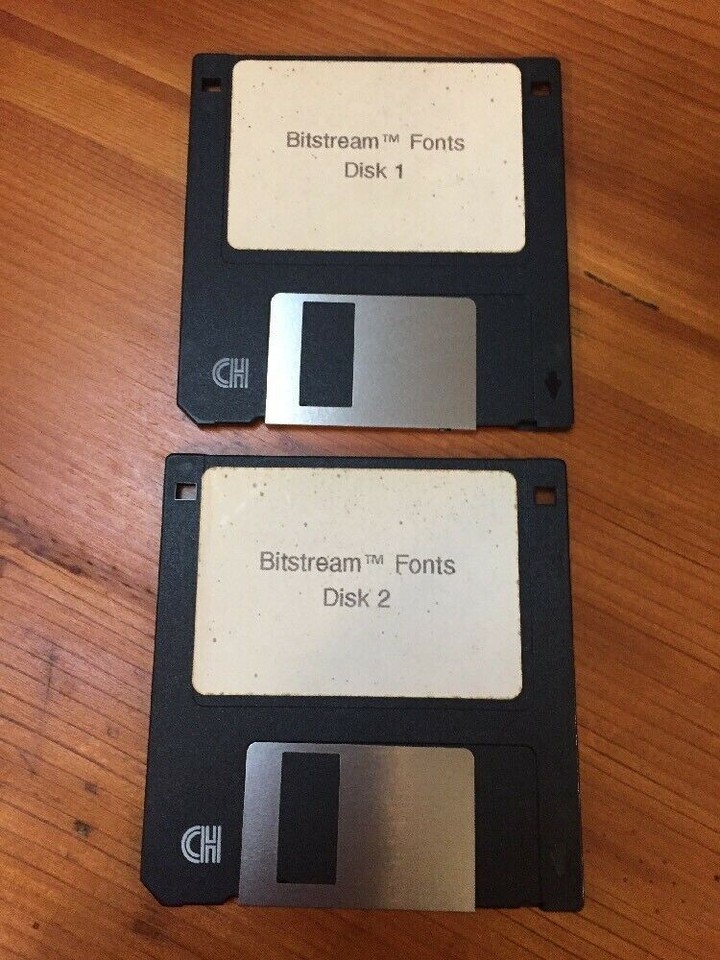 Bitstream™ Fonts
Disk 1
CH
Bitstream™ Fonts
Disk 2
CH